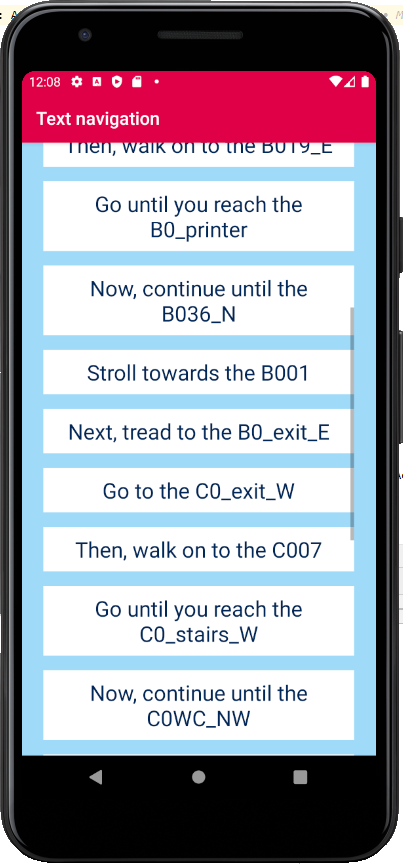 12:08
Text navigation
Then, walk on to the B019_E
Go until you reach the
B0_printer
Now, continue until the
B036_N
Stroll towards the B001
Next, tread to the B0_exit_E
Go to the C0_exit_W
Then, walk on to the C007
Go until you reach the
C0_stairs_W
Now, continue until the
C0WC_NW